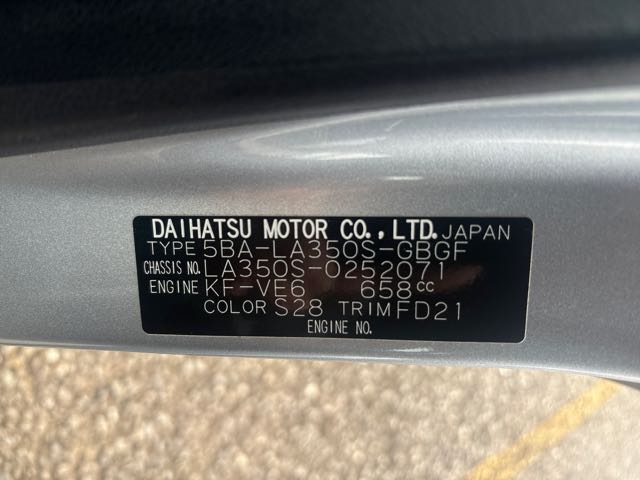 DAIHATSU MOTOR CO., LTD. JAPAN
TYPE 5BA-LA350S-GBGF
CHASSIS NO. LA350S-0252071
ENGINE KF-VE6 658cc
COLOR S28 TRIM FD21
ENGINE NO.